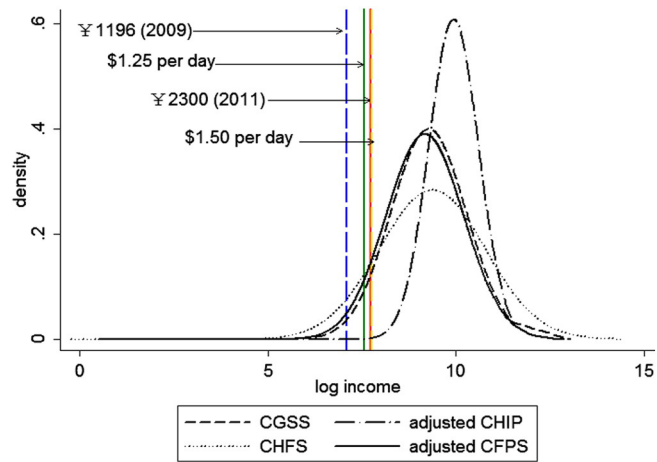 .6
¥1196 (2009)
$1.25 per day
¥2300 (2011)
.4
$1.50 per day
density
.2
0
0 5 10 15
log income
CGSS adjusted CHIP
CHFS adjusted CFPS